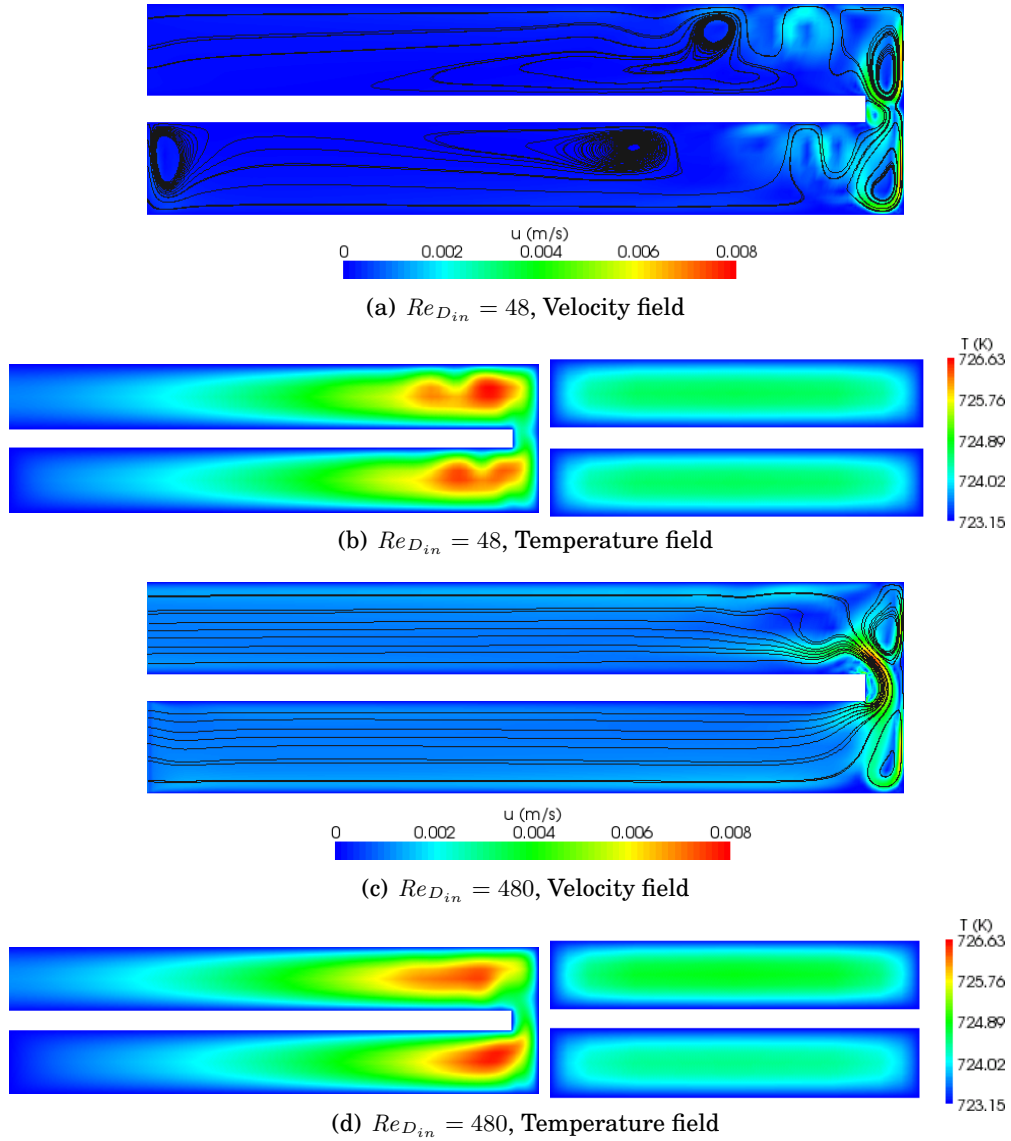 u (m/s)
0 0.002 0.004 0.006 0.008
(a) Re_{D_{in}} = 48, Velocity field
T (K)
726.63
725.76
724.89
724.02
723.15
(b) Re_{D_{in}} = 48, Temperature field
u (m/s)
0 0.002 0.004 0.006 0.008
(c) Re_{D_{in}} = 480, Velocity field
T (K)
726.63
725.76
724.89
724.02
723.15
(d) Re_{D_{in}} = 480, Temperature field